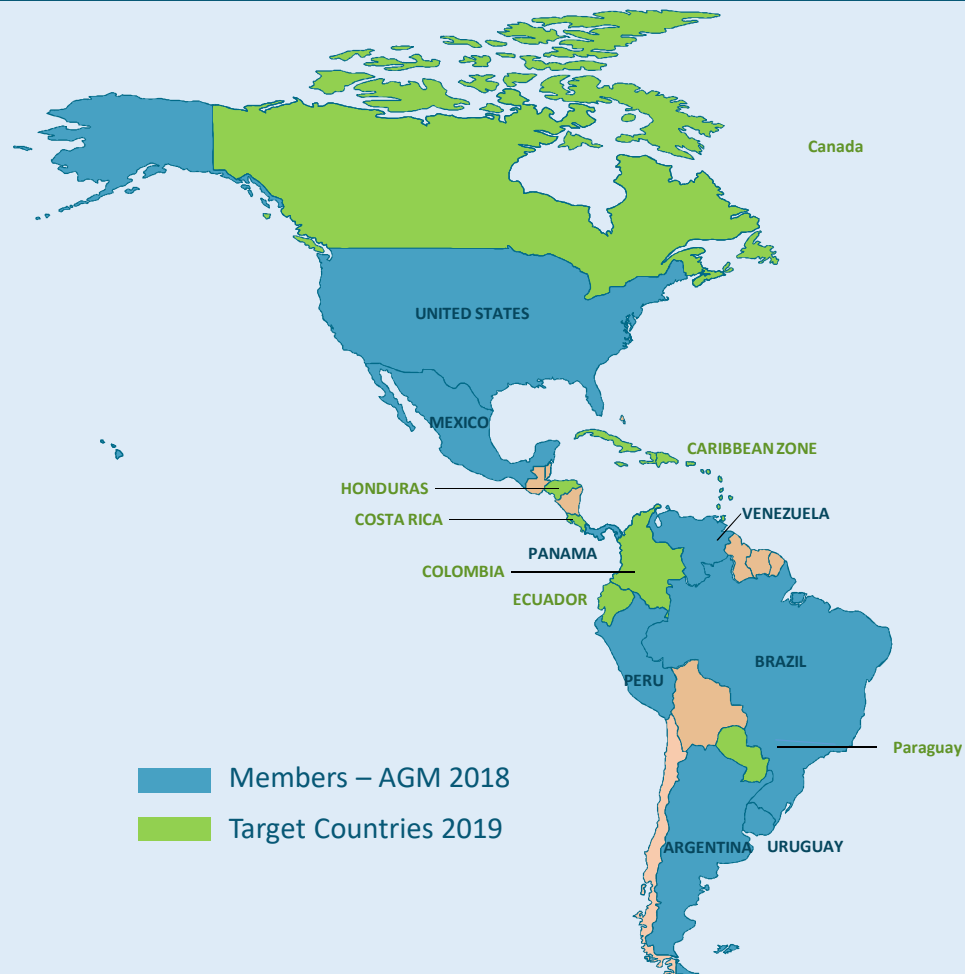 Canada
UNITED STATES
MEXICO
CARIBBEAN ZONE
HONDURAS
COSTA RICA
VENEZUELA
PANAMA
COLOMBIA
ECUADOR
BRAZIL
PERU
Paraguay
Members – AGM 2018
Target Countries 2019
ARGENTINA
URUGUAY